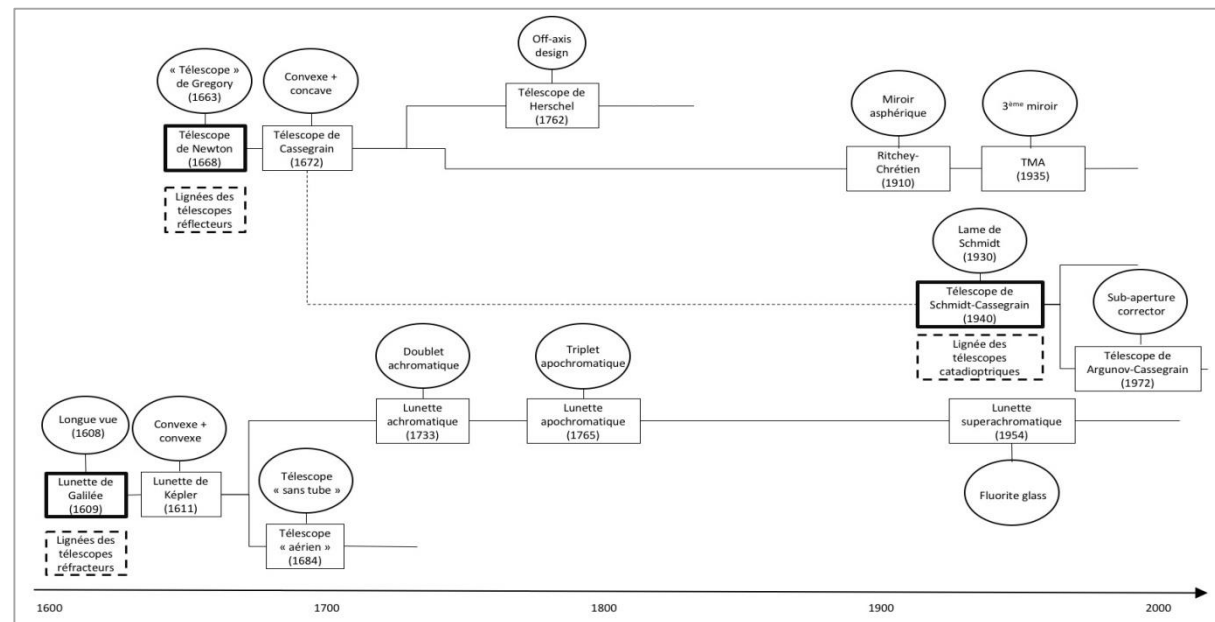 Off-axis
design
« Télescope »
de Gregory
(1663)
Convexe +
concave
Télescope de
Herschel
(1762)
Miroir
asphérique
3ème miroir
Télescope
de Newton
(1668)
Télescope de
Cassegrain
(1672)
Ritchey-
Chrétien
(1910)
TMA
(1935)
Lignées des
télescopes
réflecteurs
Lame de
Schmidt
(1930)
Télescope de
Schmidt-Cassegrain
(1940)
Sub-aperture
corrector
Lignée des
télescopes
catadioptriques
Télescope de
Argunov-Cassegrain
(1972)
Doublet
achromatique
Triplet
apochromatique
Lunette
achromatique
(1733)
Lunette
apochromatique
(1765)
Lunette
superachromatique
(1954)
Longue vue
(1608)
Convexe +
convexe
Lunette de
Galilée
(1609)
Lunette de
Képler
(1611)
Télescope
« sans tube »
Fluorite glass
Lignées des
télescopes
réfracteurs
Télescope
« aérien »
(1684)
1600
1700
1800
1900
2000